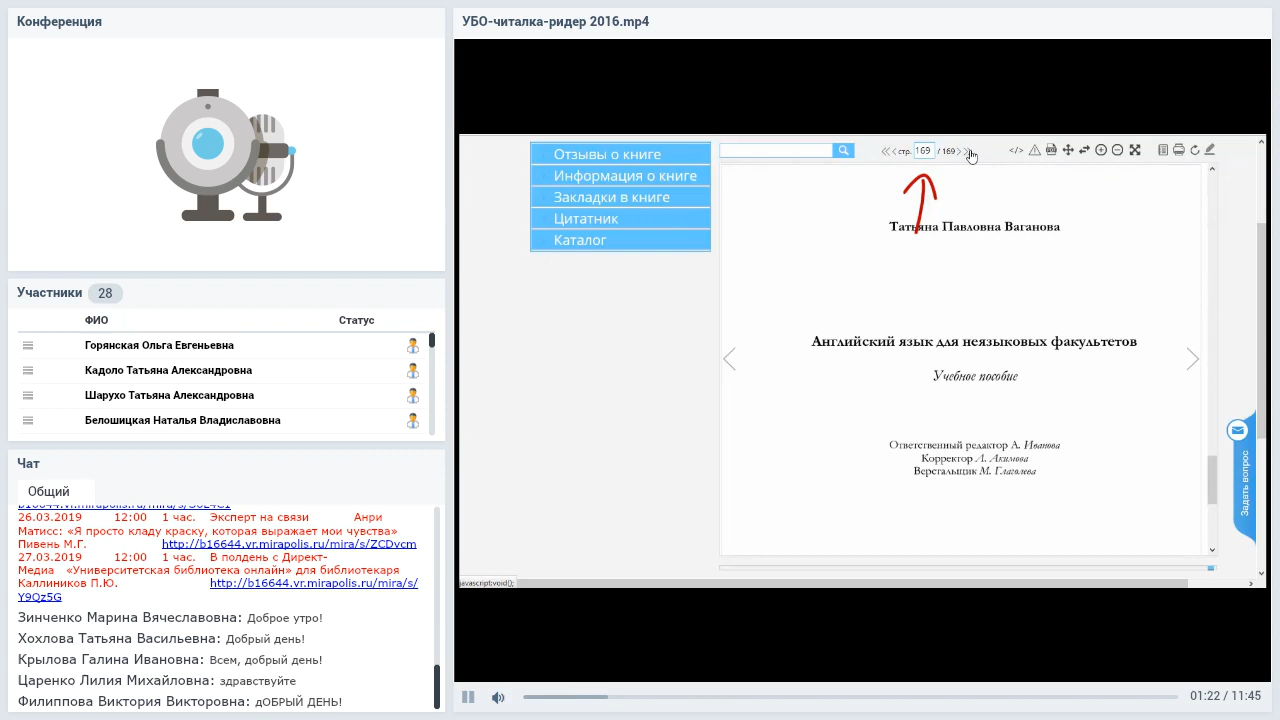 Конференция
Участники 28
ФИО Статус
Горянская Ольга Евгеньевна
Кадоло Татьяна Александровна
Шарухо Татьяна Александровна
Белошицкая Наталья Владиславовна
Чат
Общий
26.03.2019 12:00 1 час. Эксперт на связи Анри
Матисс: «Я просто кладу краску, которая выражает мои чувства»
Пивень М.Г. http://b16644.vr.mirapolis.ru/mira/s/ZCDvcm
27.03.2019 12:00 1 час. В полдень с Директ-
Медиа «Университетская библиотека онлайн» для библиотекаря
Каллиников П.Ю. http://b16644.vr.mirapolis.ru/mira/s/
Y9Qz5G
Зинченко Марина Вячеславовна: Доброе утро!
Хохлова Татьяна Васильевна: Добрый день!
Крылова Галина Ивановна: Всем, добрый день!
Царенко Лилия Михайловна: здравствуйте
Филиппова Виктория Викторовна: дОБРЫЙ ДЕНЬ!
УБО-читалка-ридер 2016.mp4
Отзывы о книге
Информация о книге
Закладки в книге
Цитатник
Каталог
стр. 169 / 169
Татьяна Павловна Ваганова
Английский язык для неязыковых факультетов
Учебное пособие
Ответственный редактор А. Иванова
Корректор А. Акимова
Верстальщик М. Глаголева
Задать вопрос
javascript:void();
01:22 / 11:45